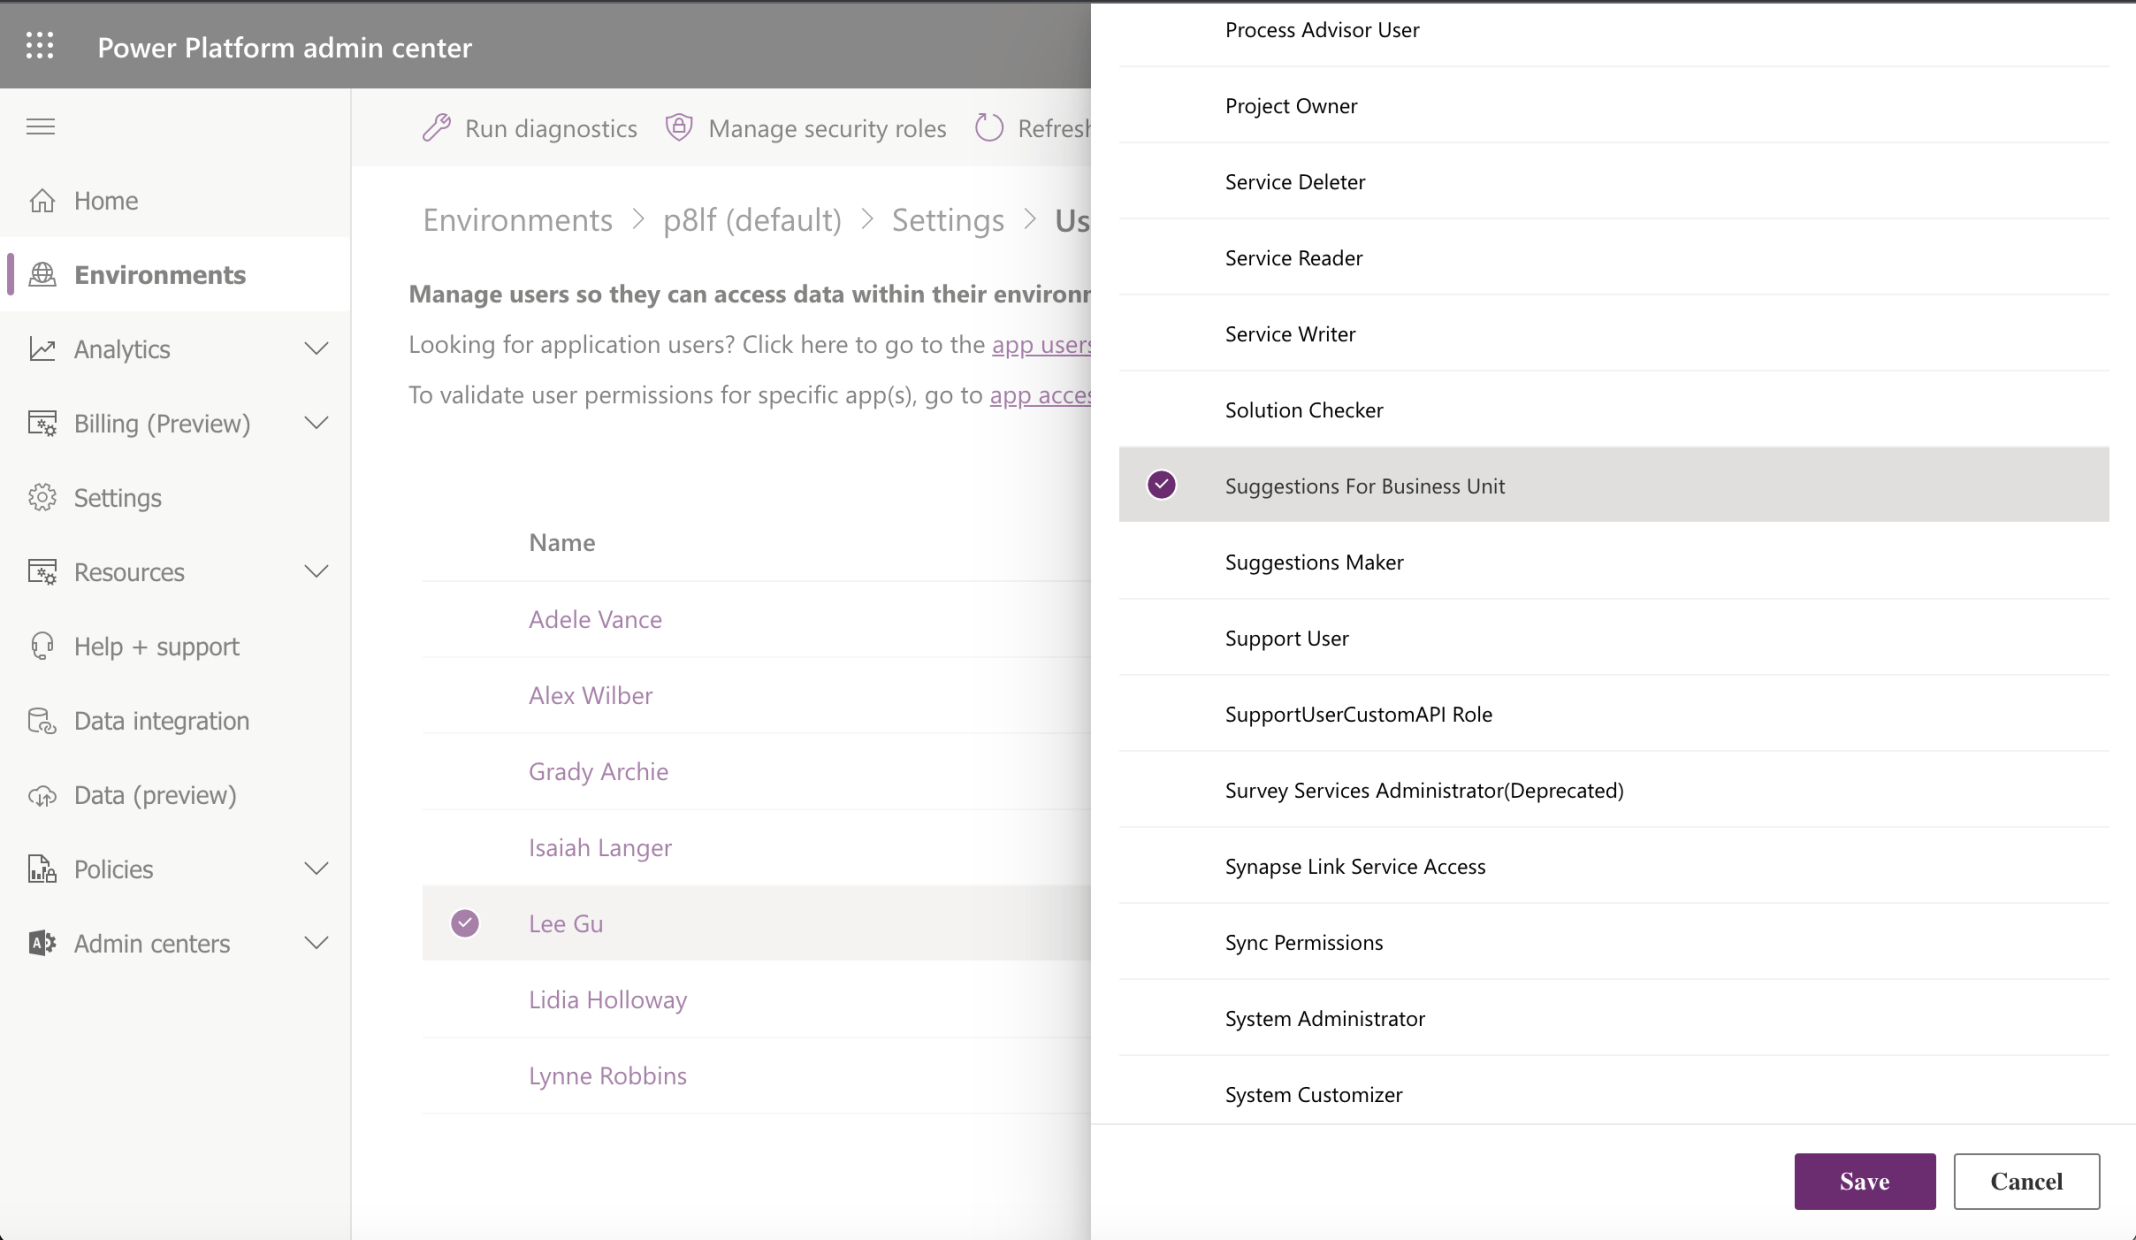 Power Platform admin center
Home
Environments
Analytics
Billing (Preview)
Settings
Resources
Help + support
Data integration
Data (preview)
Policies
Admin centers
Run diagnostics
Manage security roles
Refresh
Environments > p8lf (default) > Settings > Us
Manage users so they can access data within their environm
Looking for application users? Click here to go to the app users
To validate user permissions for specific app(s), go to app acces
Name
Adele Vance
Alex Wilber
Grady Archie
Isaiah Langer
Lee Gu
Lidia Holloway
Lynne Robbins
Process Advisor User
Project Owner
Service Deleter
Service Reader
Service Writer
Solution Checker
Suggestions For Business Unit
Suggestions Maker
Support User
SupportUserCustomAPI Role
Survey Services Administrator(Deprecated)
Synapse Link Service Access
Sync Permissions
System Administrator
System Customizer
Save
Cancel